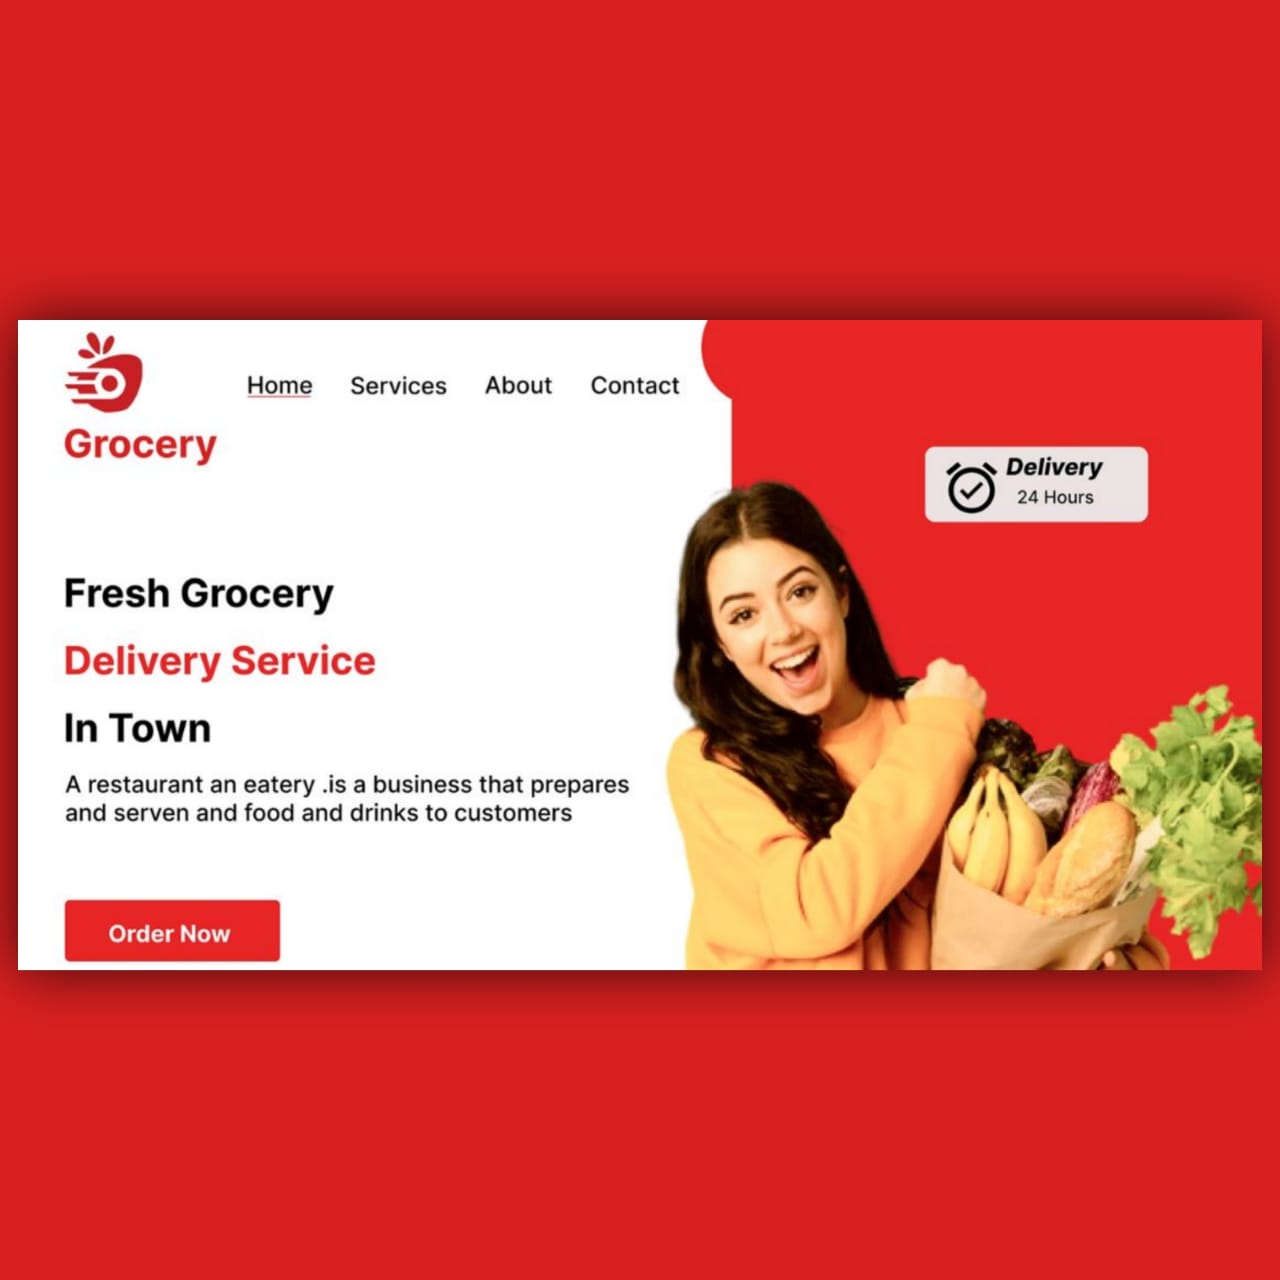 Home Services About Contact
Grocery
Delivery
24 Hours
Fresh Grocery
Delivery Service
In Town
A restaurant an eatery .is a business that prepares
and serven and food and drinks to customers
Order Now